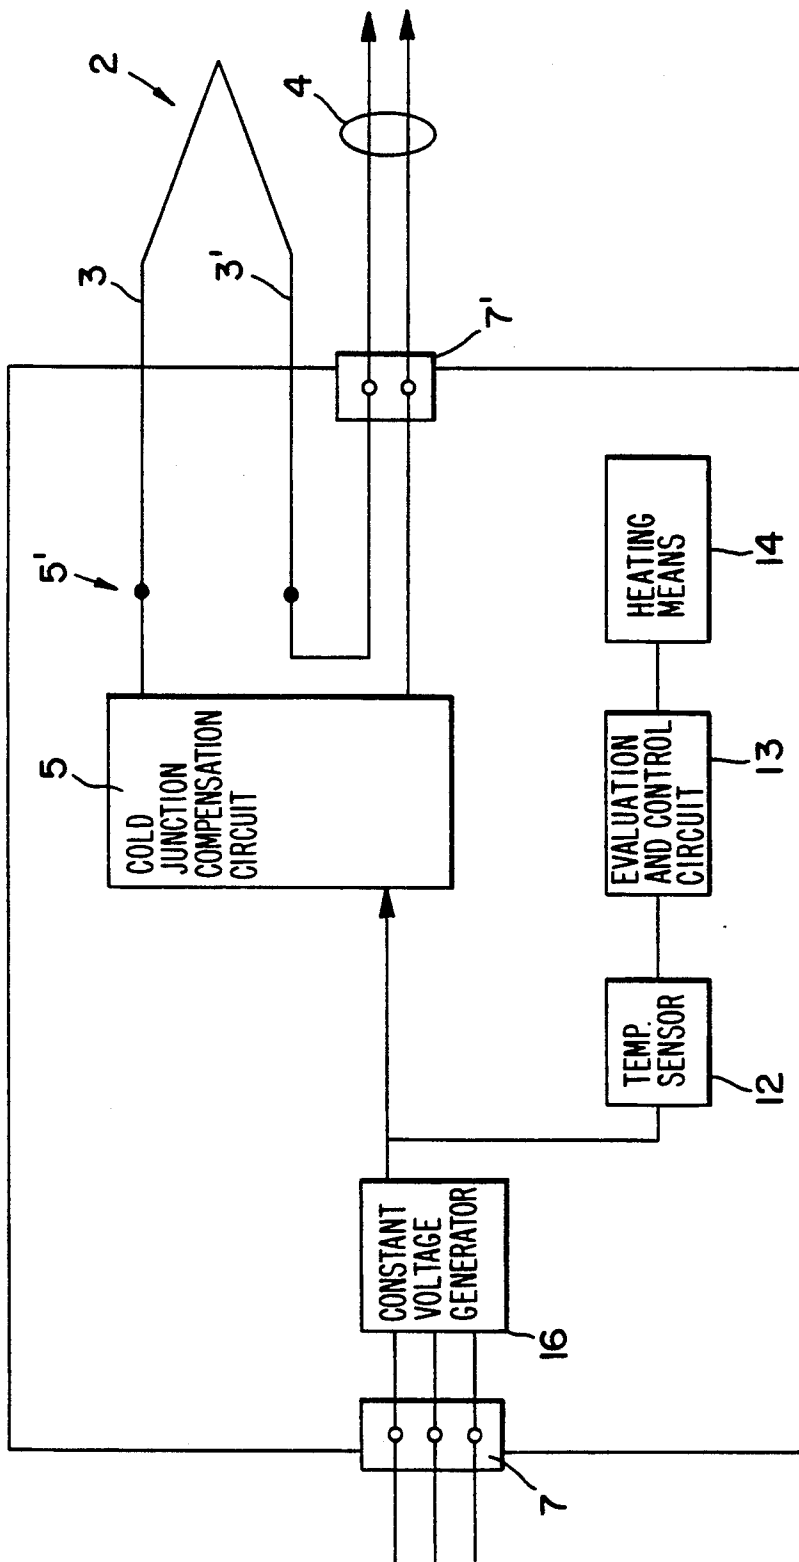 2
3
3'
4
7'
5'
5
COLD
JUNCTION
COMPENSATION
CIRCUIT
HEATING
MEANS
14
EVALUATION
AND CONTROL
CIRCUIT
13
TEMP.
SENSOR
12
CONSTANT
VOLTAGE
GENERATOR
16
7